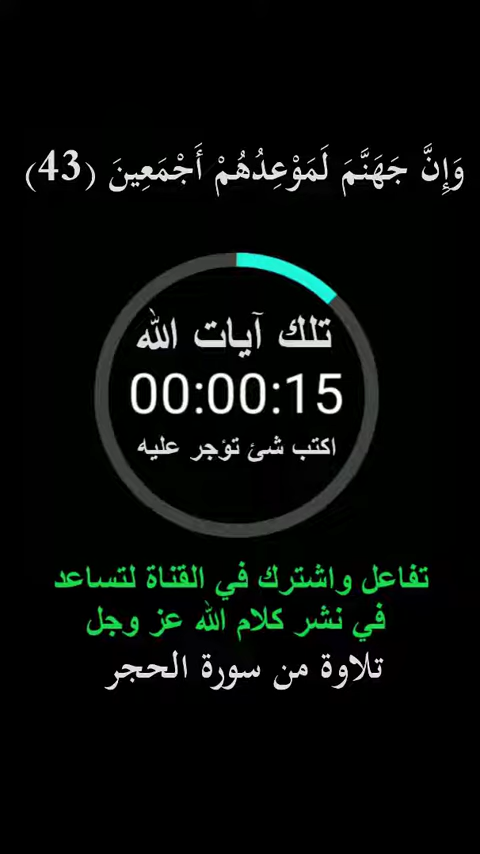 وَإِنَّ جَهَنَّمَ لَمَوْعِدُهُمْ أَجْمَعِينَ (43)
تلك آيات الله
00:00:15
اكتب شئ تؤجر عليه
تفاعل واشترك في القناة لتساعد
في نشر كلام الله عز وجل
تلاوة من سورة الحجر